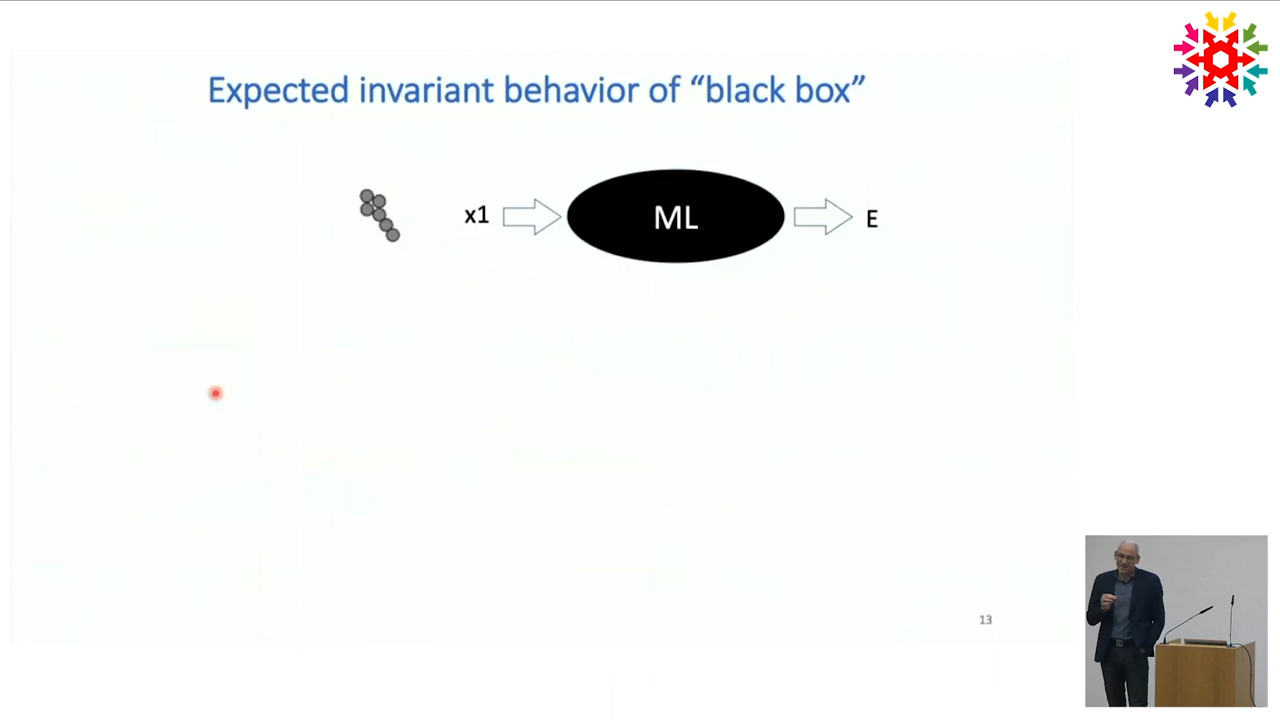 Expected invariant behavior of “black box”
x1
ML
E
13